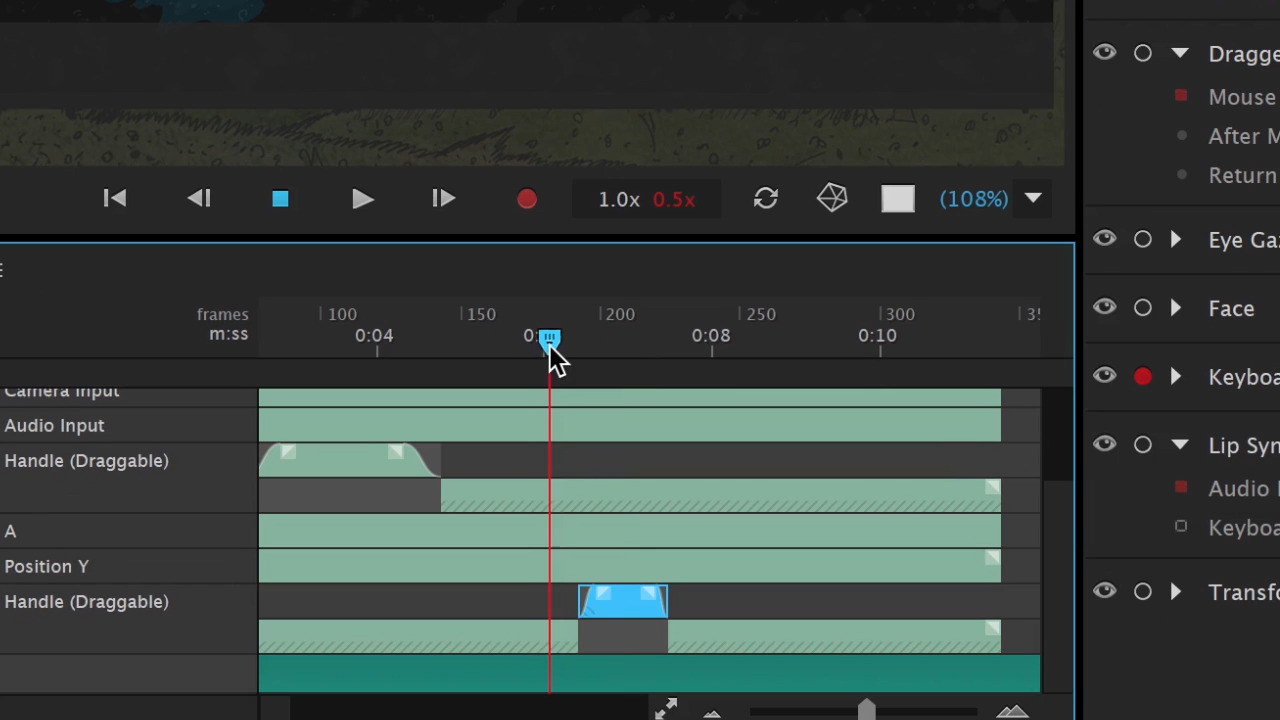 Dragge
Mouse
After M
Return
1.0x 0.5x
(108%)
Eye Ga
frames 100 150 200 250 300 35
m:ss 0:04 0: 0:08 0:10
Face
Camera Input
Keyboa
Audio Input
Handle (Draggable)
Lip Syn
Audio I
A
Keyboa
Position Y
Handle (Draggable)
Transfo